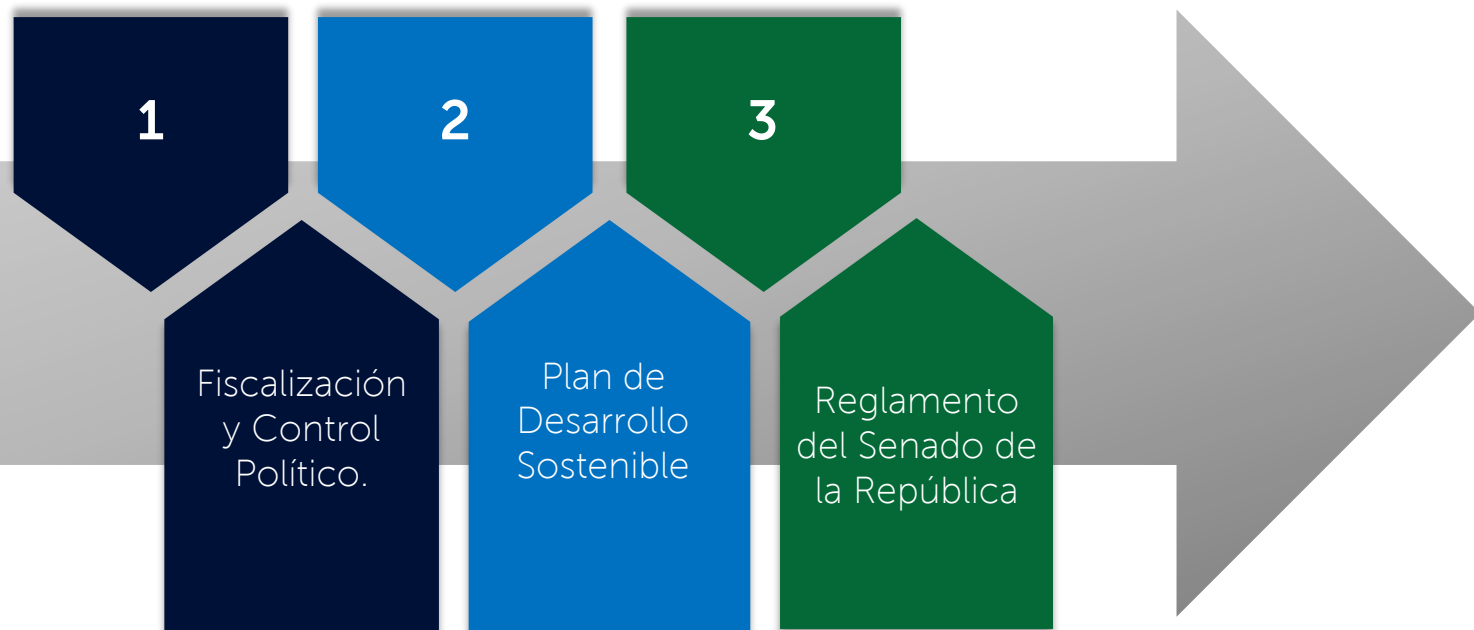 1
2
3
Fiscalización
y Control
Político.
Plan de
Desarrollo
Sostenible
Reglamento
del Senado de
la República